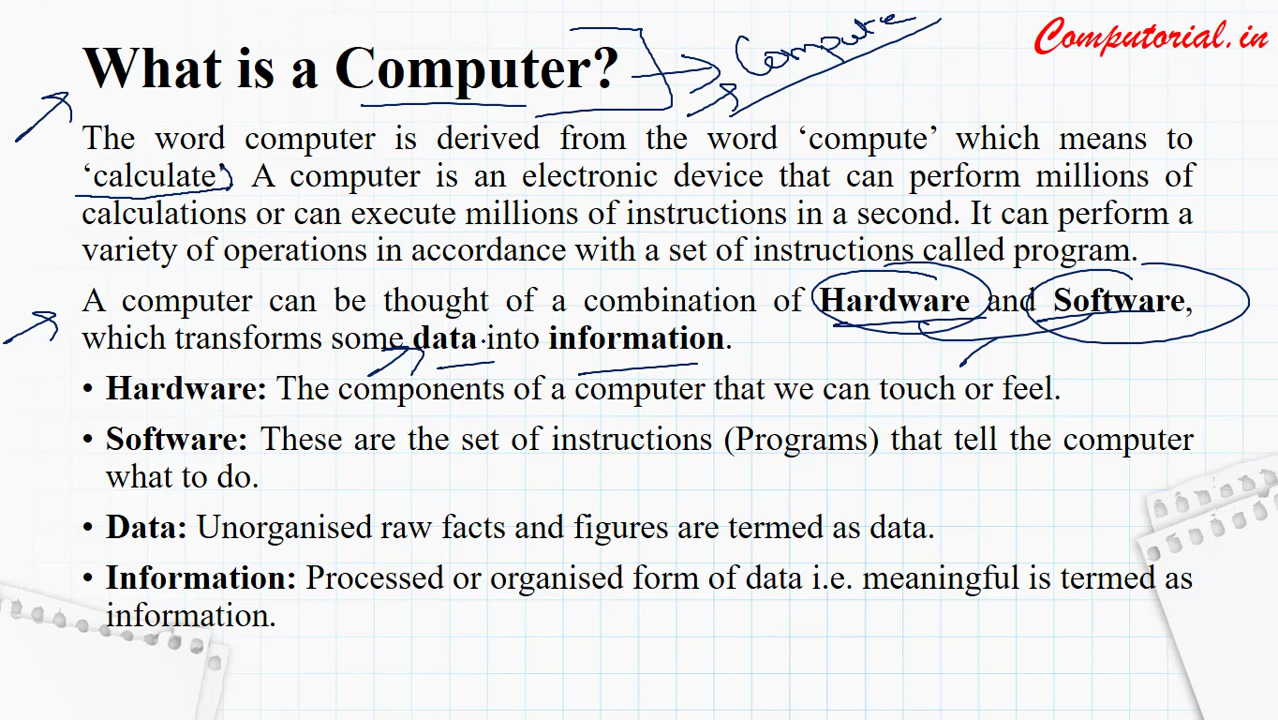 Computorial.in
What is a Computer?
Compute
The word computer is derived from the word ‘compute’ which means to
‘calculate’. A computer is an electronic device that can perform millions of
calculations or can execute millions of instructions in a second. It can perform a
variety of operations in accordance with a set of instructions called program.
A computer can be thought of a combination of Hardware and Software,
which transforms some data into information.
• Hardware: The components of a computer that we can touch or feel.
• Software: These are the set of instructions (Programs) that tell the computer
what to do.
• Data: Unorganised raw facts and figures are termed as data.
• Information: Processed or organised form of data i.e. meaningful is termed as
information.